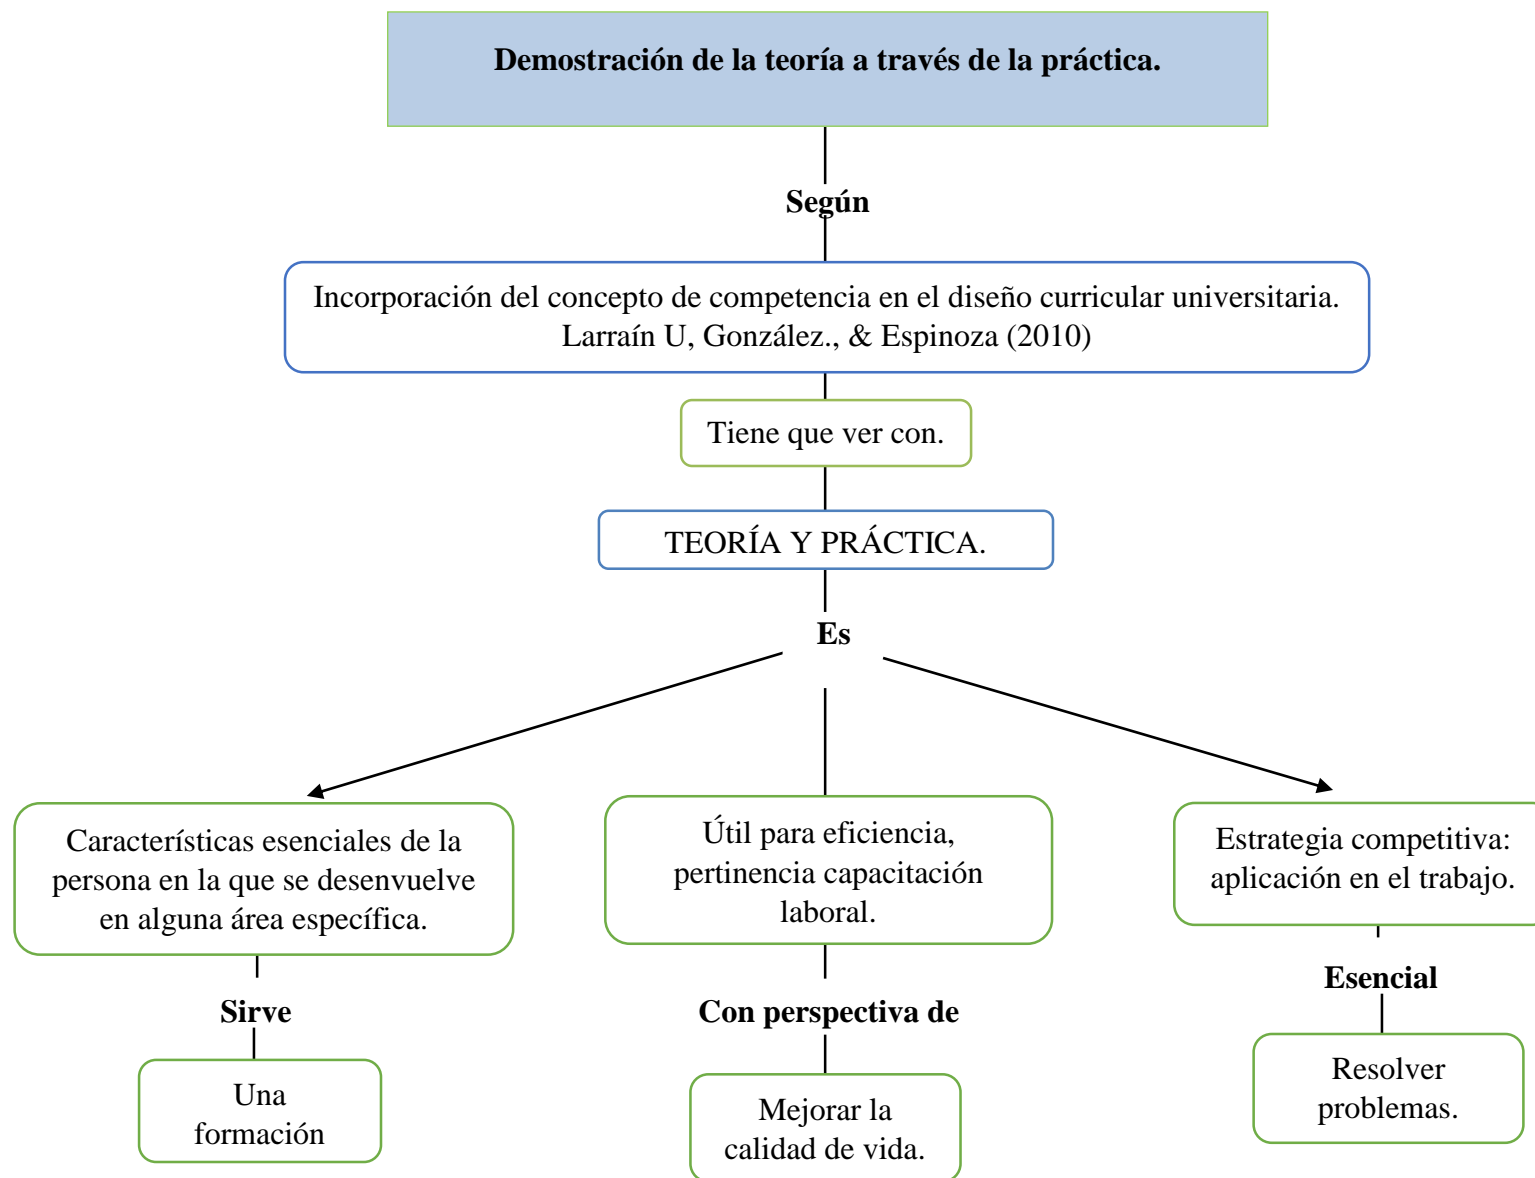 Demostración de la teoría a través de la práctica.
Según
Incorporación del concepto de competencia en el diseño curricular universitaria.
Larraín U, González., & Espinoza (2010)
Tiene que ver con.
TEORÍA Y PRÁCTICA.
Es
Características esenciales de la
persona en la que se desenvuelve
en alguna área específica.
Sirve
Una
formación
Útil para eficiencia,
pertinencia capacitación
laboral.
Con perspectiva de
Mejorar la
calidad de vida.
Estrategia competitiva:
aplicación en el trabajo.
Esencial
Resolver
problemas.